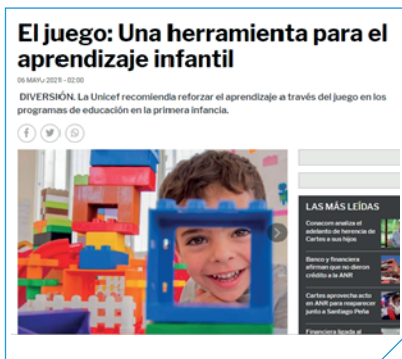 El juego: Una herramienta para el
aprendizaje infantil
06 MAYO 2021 - 02:00
DIVERSIÓN. La Unicef recomienda reforzar el aprendizaje a través del juego en los
programas de educación en la primera infancia.
LAS MÁS LEÍDAS
Conacom analiza el
adelanto de herencia de
Cartes a sus hijos
Banco y financiera
afirman que no dieron
crédito a la ANR
Cartes aprovecha acto
en ANR para reaparecer
junto a Santiago Peña
Financiera ligada al